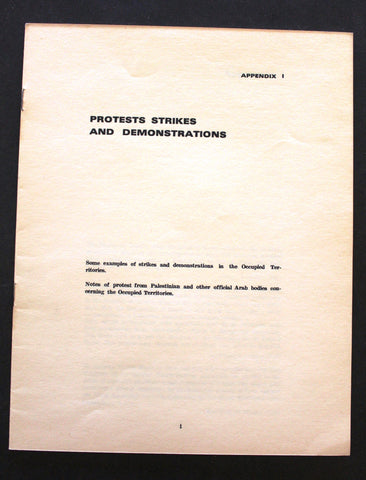 APPENDIX I
PROTESTS STRIKES
AND DEMONSTRATIONS
Some examples of strikes and demonstrations in the Occupied Ter-
ritories.
Notes of protest from Palestinian and other official Arab bodies con-
cerning the Occupied Territories.
1